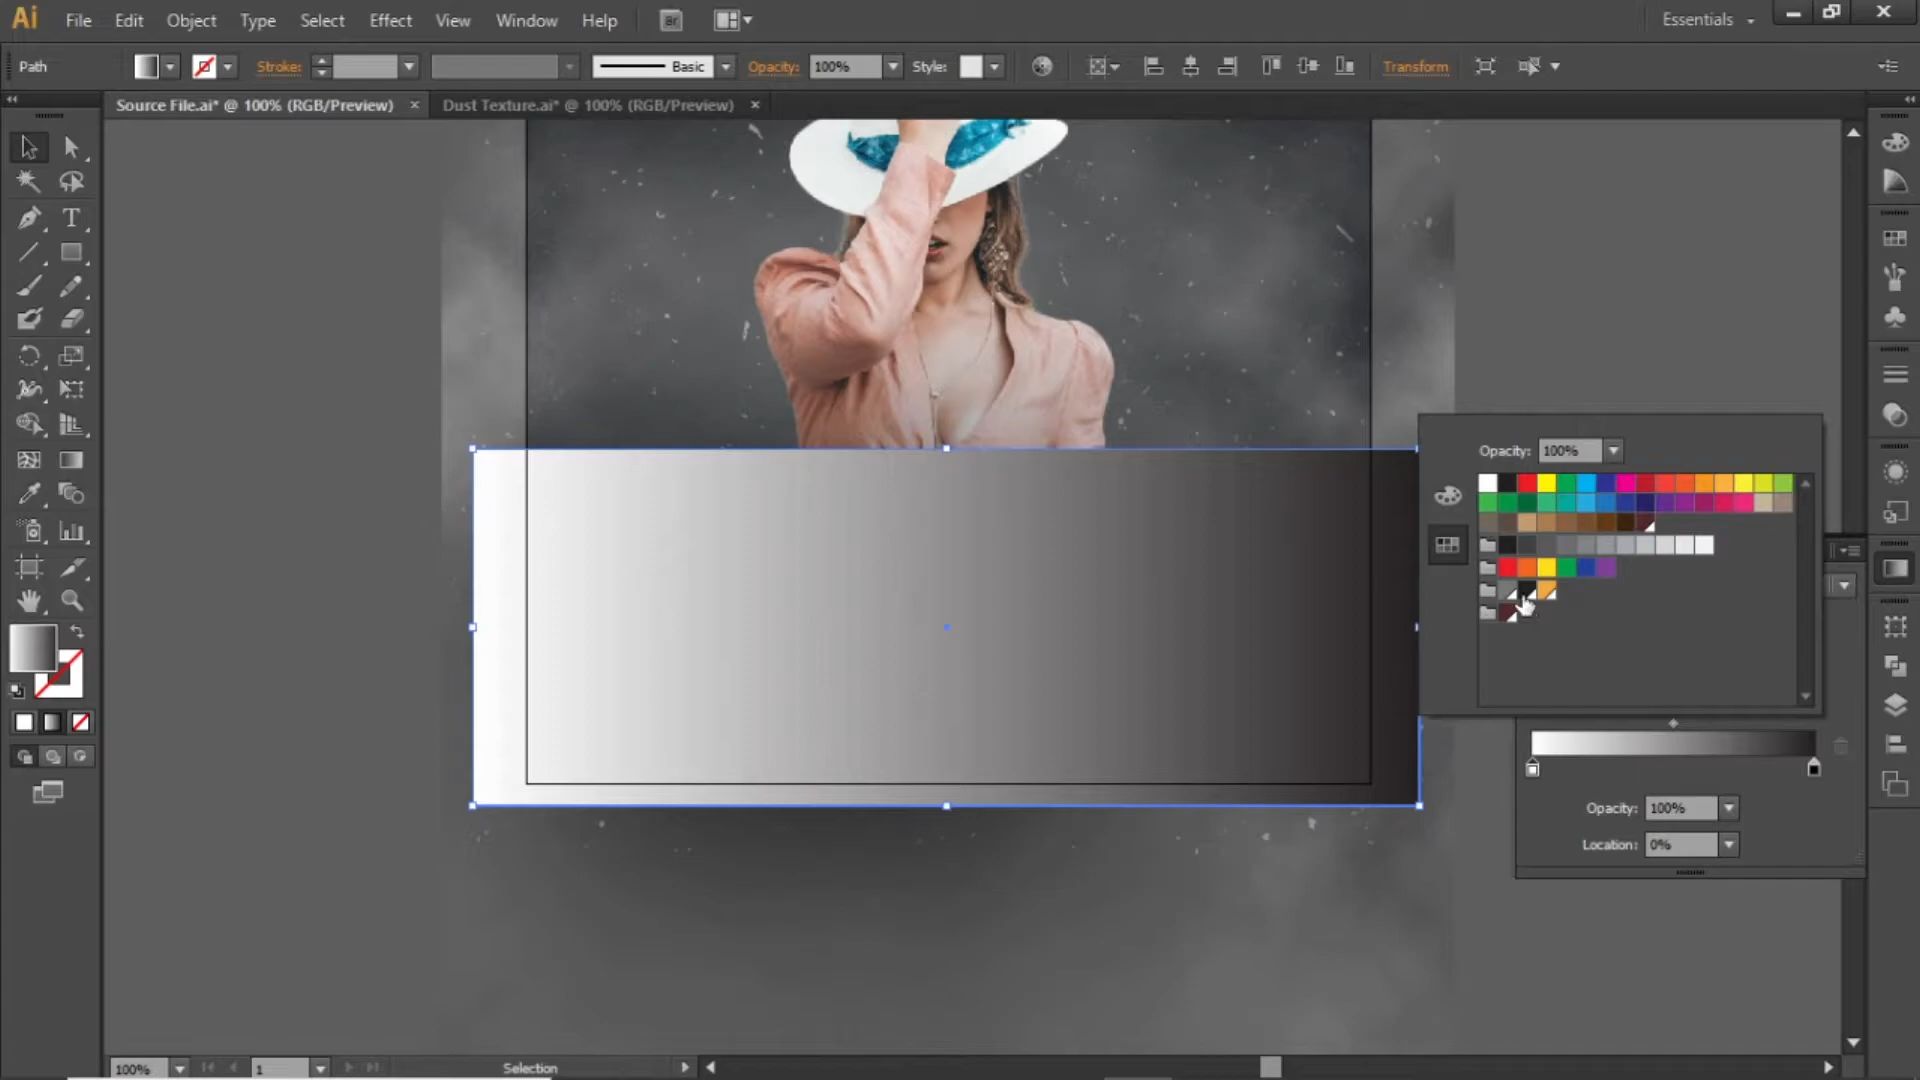 Ai File Edit Object Type Select Effect View Window Help Br Essentials
Path Stroke: Basic Opacity: 100% Style: Transform
Source File.ai* @ 100% (RGB/Preview) × Dust Texture.ai* @ 100% (RGB/Preview) ×
T
Opacity: 100%
Opacity: 100%
Location: 0%
100% 1 Selection